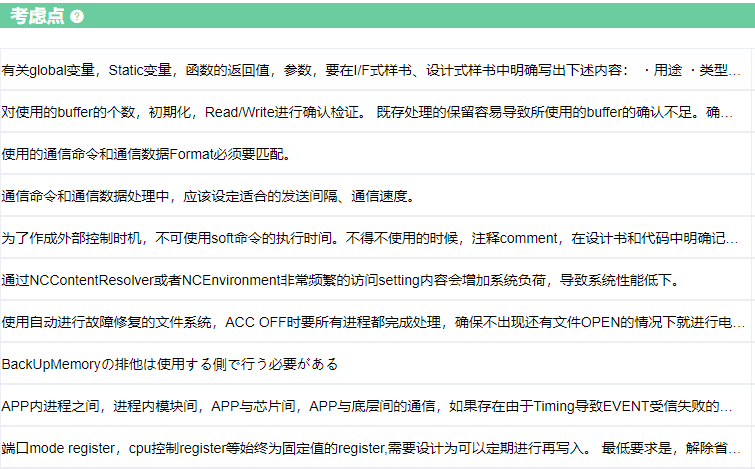 考虑点 ?
有关global变量，Static变量，函数的返回值，参数，要在I/F式样书、设计式样书中明确写出下述内容： ・用途 ・类型...
对使用的buffer的个数，初期化，Read/Write进行确认检证。 既存处理的保留容易导致所使用的buffer的确认不足。确...
使用的通信命令和通信数据Format必须要匹配。
通信命令和通信数据处理中，应该设定适合的发送间隔、通信速度。
为了作成外部控制时机，不可使用soft命令的执行时间。不得不使用的时候，注释comment，在设计书和代码中明确记...
通过NCContentResolver或者NCEnvironment非常频繁的访问setting内容会增加系统负荷，导致系统性能低下。
使用自动进行故障修复的文件系统，ACC OFF时要所有进程都完成处理，确保不出现还有文件OPEN的情况下就进行电...
BackUpMemoryの排他は使用する側で行う必要がある
APP内进程之间，进程内模块间，APP与芯片间，APP与底层间的通信，如果存在由于Timing导致EVENT受信失败的...
端口mode register，cpu控制register等始终为固定值的register,需要设计为可以定期进行再写入。 最低要求是，解除省...